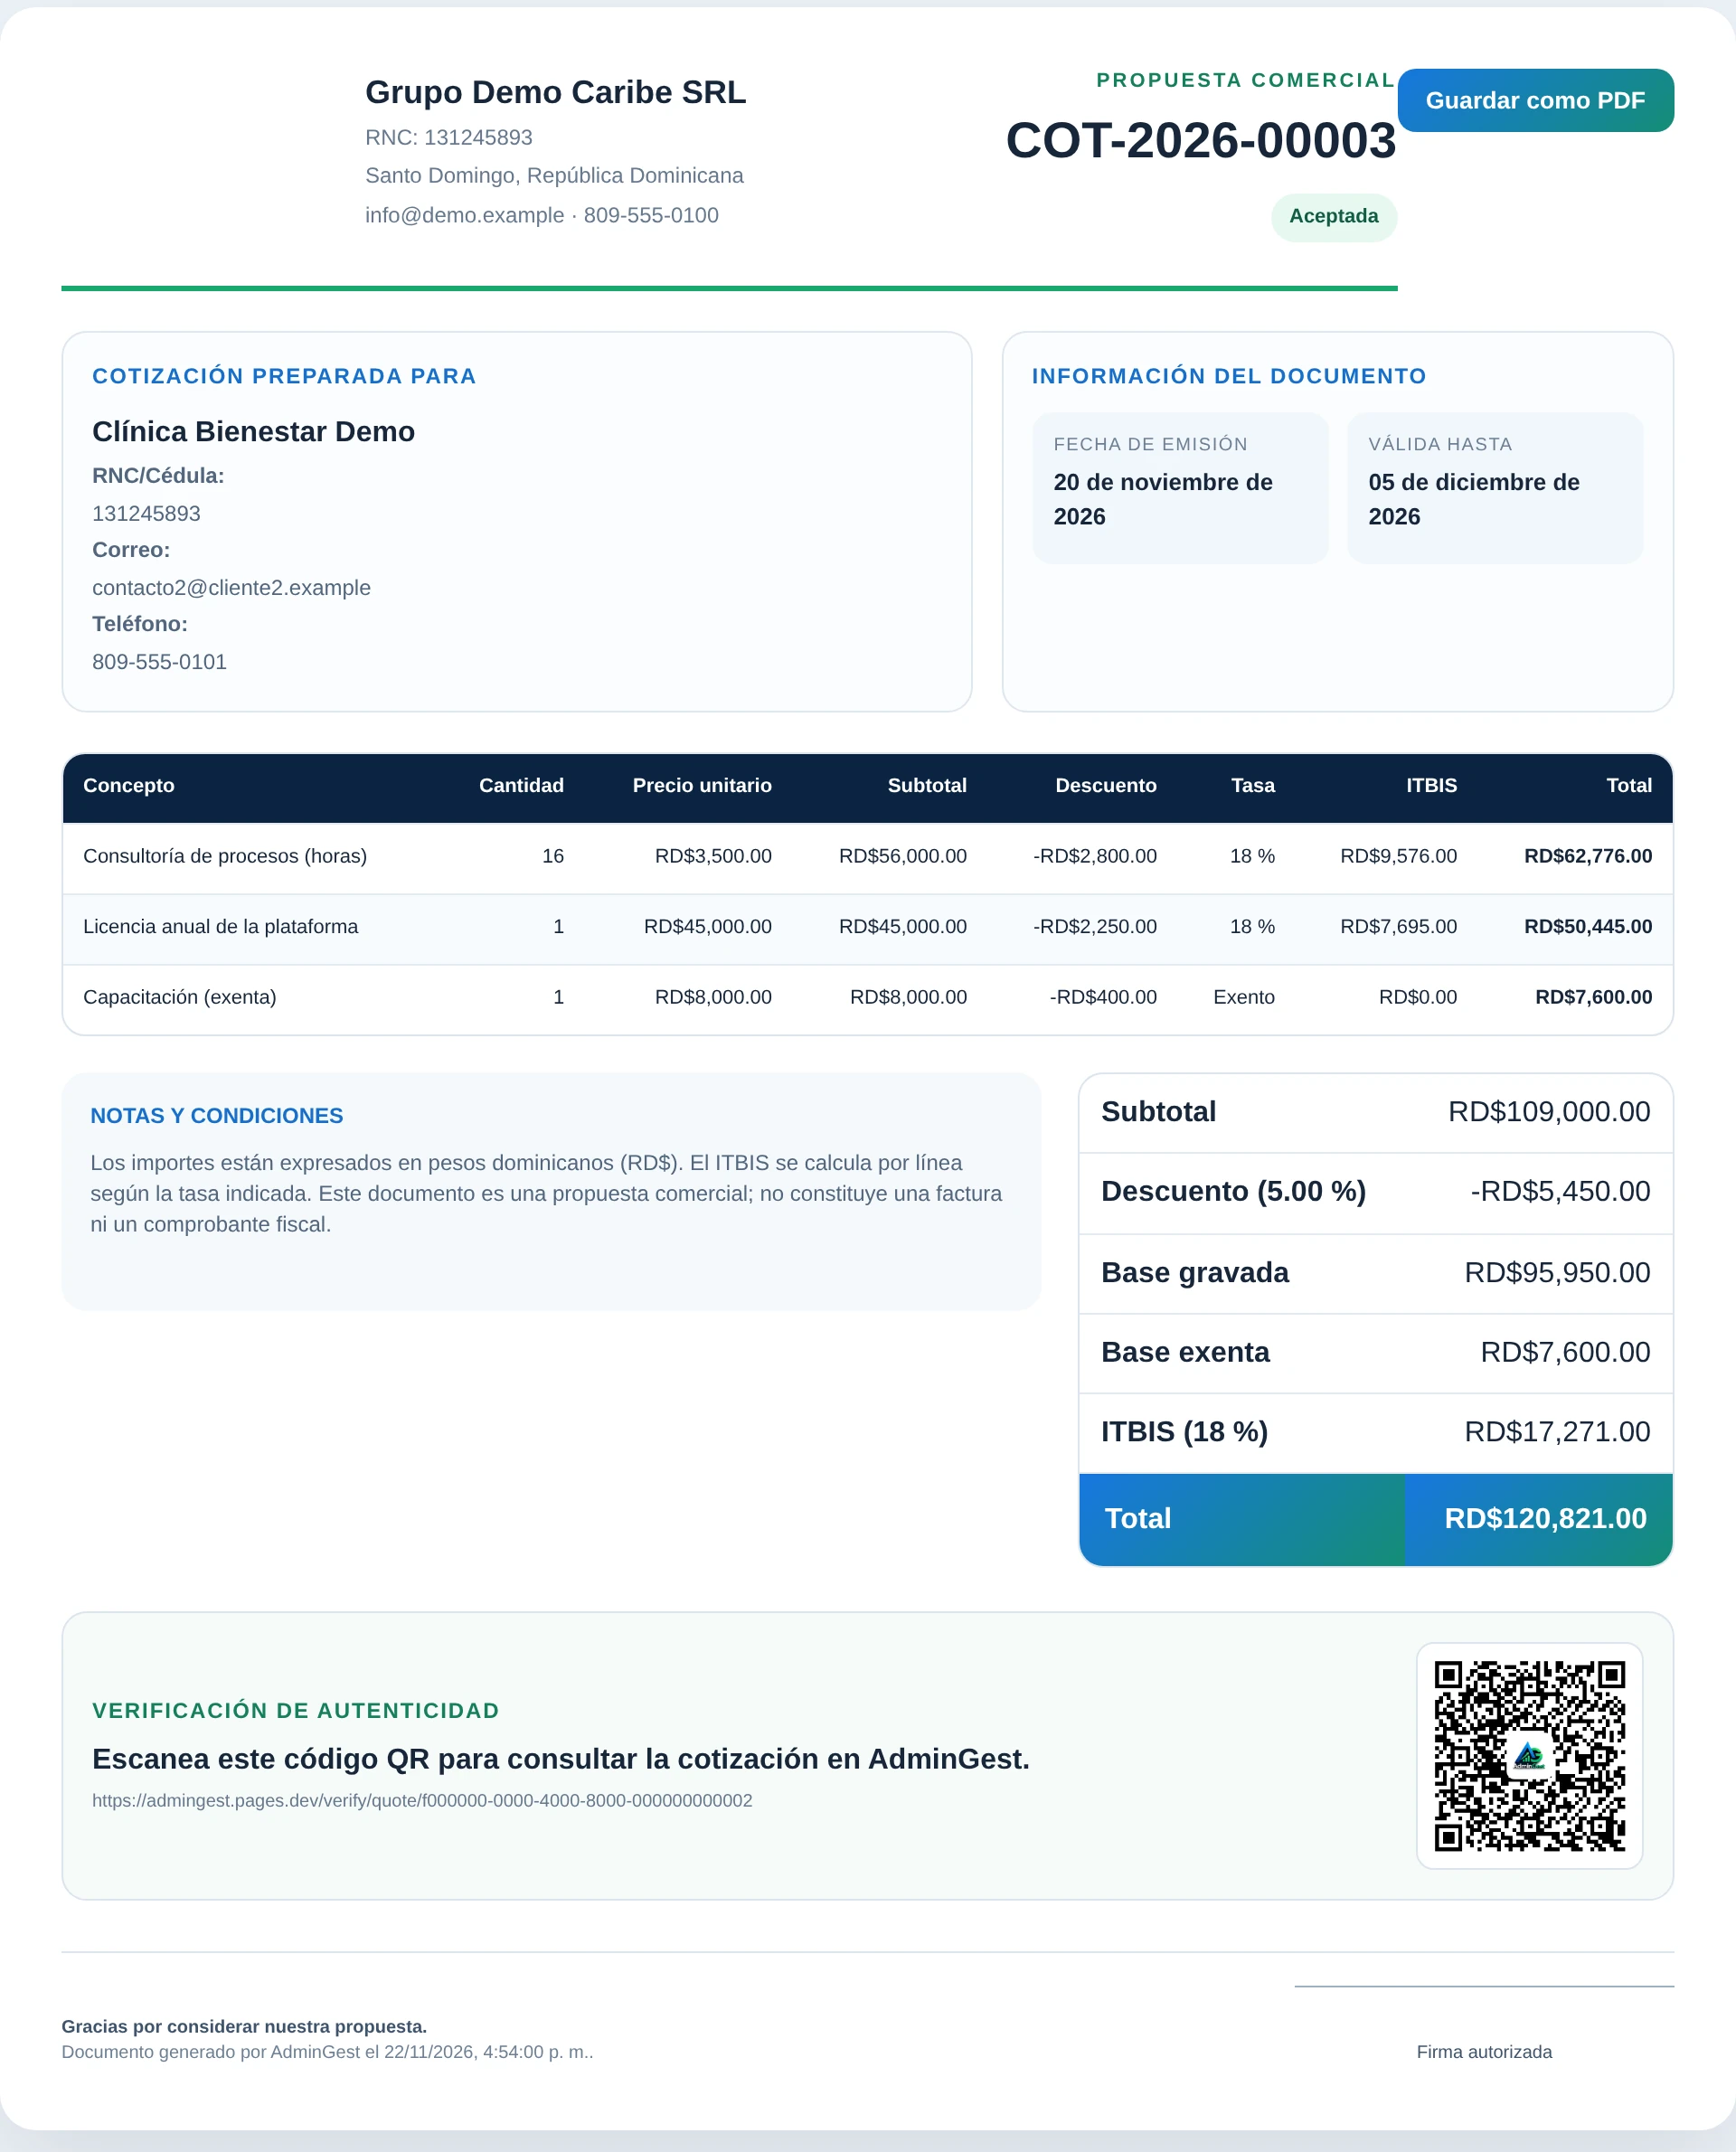 Grupo Demo Caribe SRL
RNC: 131245893
Santo Domingo, República Dominicana
info@demo.example · 809-555-0100
PROPUESTA COMERCIAL
COT-2026-00003
Aceptada
Guardar como PDF
COTIZACIÓN PREPARADA PARA
Clínica Bienestar Demo
RNC/Cédula:
131245893
Correo:
contacto2@cliente2.example
Teléfono:
809-555-0101
INFORMACIÓN DEL DOCUMENTO
FECHA DE EMISIÓN
20 de noviembre de
2026
VÁLIDA HASTA
05 de diciembre de
2026
Concepto Cantidad Precio unitario Subtotal Descuento Tasa ITBIS Total
Consultoría de procesos (horas) 16 RD$3,500.00 RD$56,000.00 -RD$2,800.00 18 % RD$9,576.00 RD$62,776.00
Licencia anual de la plataforma 1 RD$45,000.00 RD$45,000.00 -RD$2,250.00 18 % RD$7,695.00 RD$50,445.00
Capacitación (exenta) 1 RD$8,000.00 RD$8,000.00 -RD$400.00 Exento RD$0.00 RD$7,600.00
NOTAS Y CONDICIONES
Los importes están expresados en pesos dominicanos (RD$). El ITBIS se calcula por línea
según la tasa indicada. Este documento es una propuesta comercial; no constituye una factura
ni un comprobante fiscal.
Subtotal RD$109,000.00
Descuento (5.00 %) -RD$5,450.00
Base gravada RD$95,950.00
Base exenta RD$7,600.00
ITBIS (18 %) RD$17,271.00
Total RD$120,821.00
VERIFICACIÓN DE AUTENTICIDAD
Escanea este código QR para consultar la cotización en AdminGest.
https://admingest.pages.dev/verify/quote/f000000-0000-4000-8000-000000000002
Gracias por considerar nuestra propuesta.
Documento generado por AdminGest el 22/11/2026, 4:54:00 p. m..
Firma autorizada